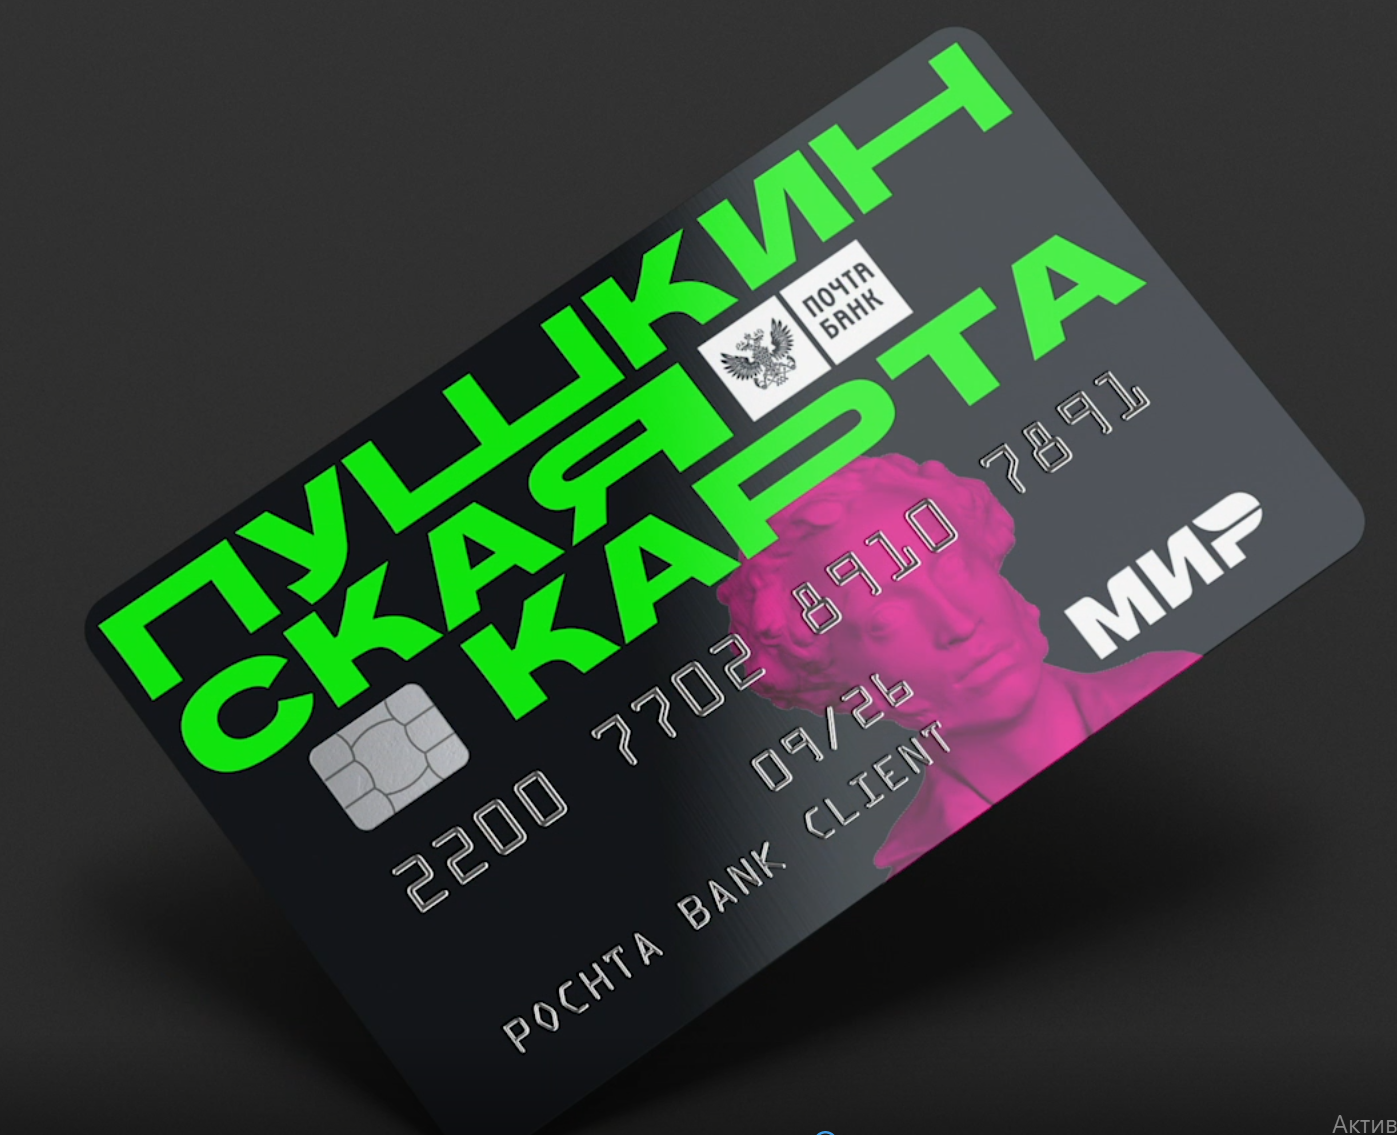 ПУШКИН
СКАЯ
КАРТА
ПОЧТА
БАНК
2200 7702 8910 7891
09/26
POCHTA BANK CLIENT
МИР
Актив